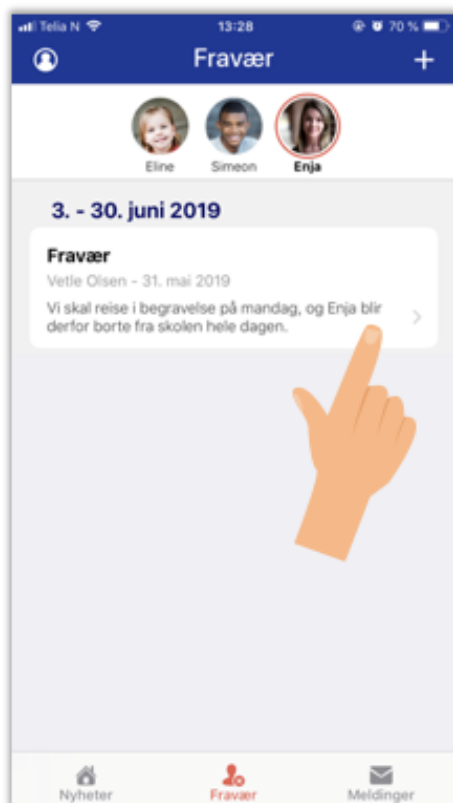 Telia N 13:28 70 %
Fravær +
Eline Simeon Enja
3. - 30. juni 2019
Fravær
Vetle Olsen - 31. mai 2019
Vi skal reise i begravelse på mandag, og Enja blir
derfor borte fra skolen hele dagen.
Nyheter Fravær Meldinger